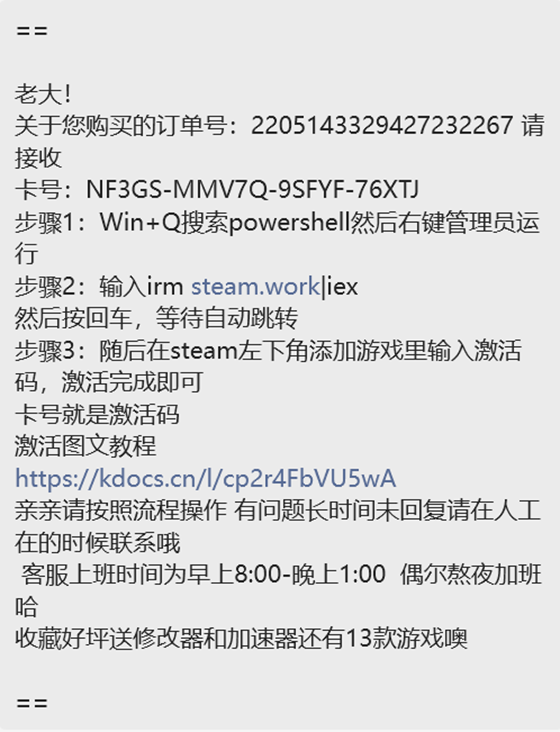 ==
老大！
关于您购买的订单号：2205143329427232267 请
接收
卡号：NF3GS-MMV7Q-9SFYF-76XTJ
步骤1：Win+Q搜索powershell然后右键管理员运
行
步骤2：输入irm steam.work|iex
然后按回车，等待自动跳转
步骤3：随后在steam左下角添加游戏里输入激活
码，激活完成即可
卡号就是激活码
激活图文教程
https://kdocs.cn/l/cp2r4FbVU5wA
亲亲请按照流程操作 有问题长时间未回复请在人工
在的时候联系哦
客服上班时间为早上8:00-晚上1:00 偶尔熬夜加班
哈
收藏好坪送修改器和加速器还有13款游戏噢
==